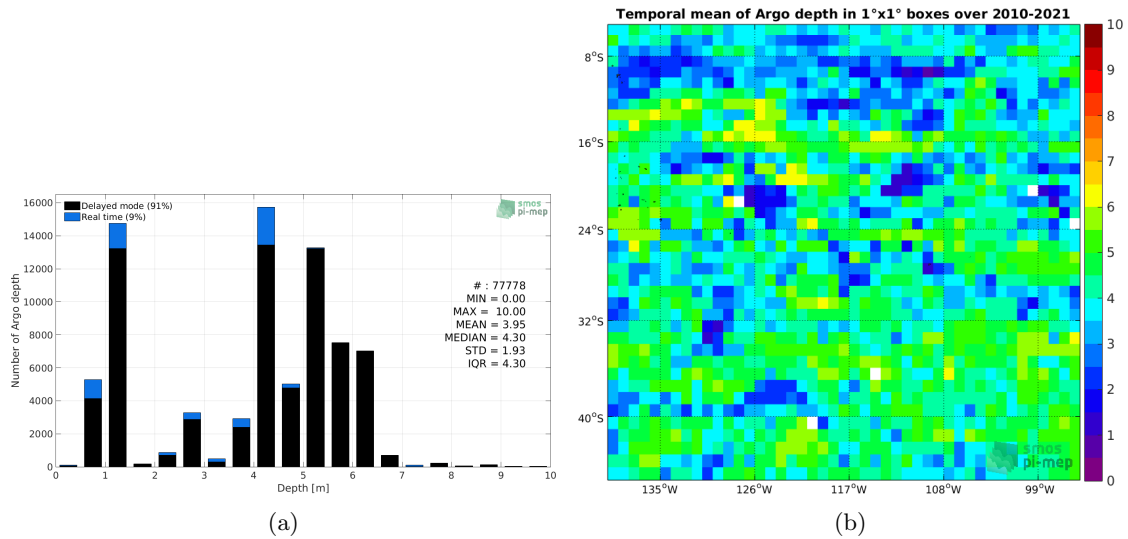 Temporal mean of Argo depth in 1°x1° boxes over 2010-2021
10
9
8
7
6
5
4
3
2
1
0
8°S
16°S
24°S
32°S
40°S
135°W
126°W
117°W
108°W
99°W
smos
pi-mep
16000
14000
12000
10000
8000
6000
4000
2000
0
Number of Argo depth
Delayed mode (91%)
Real time (9%)
smos
pi-mep
# : 77778
MIN = 0.00
MAX = 10.00
MEAN = 3.95
MEDIAN = 4.30
STD = 1.93
IQR = 4.30
0 1 2 3 4 5 6 7 8 9 10
Depth [m]
(a)
(b)